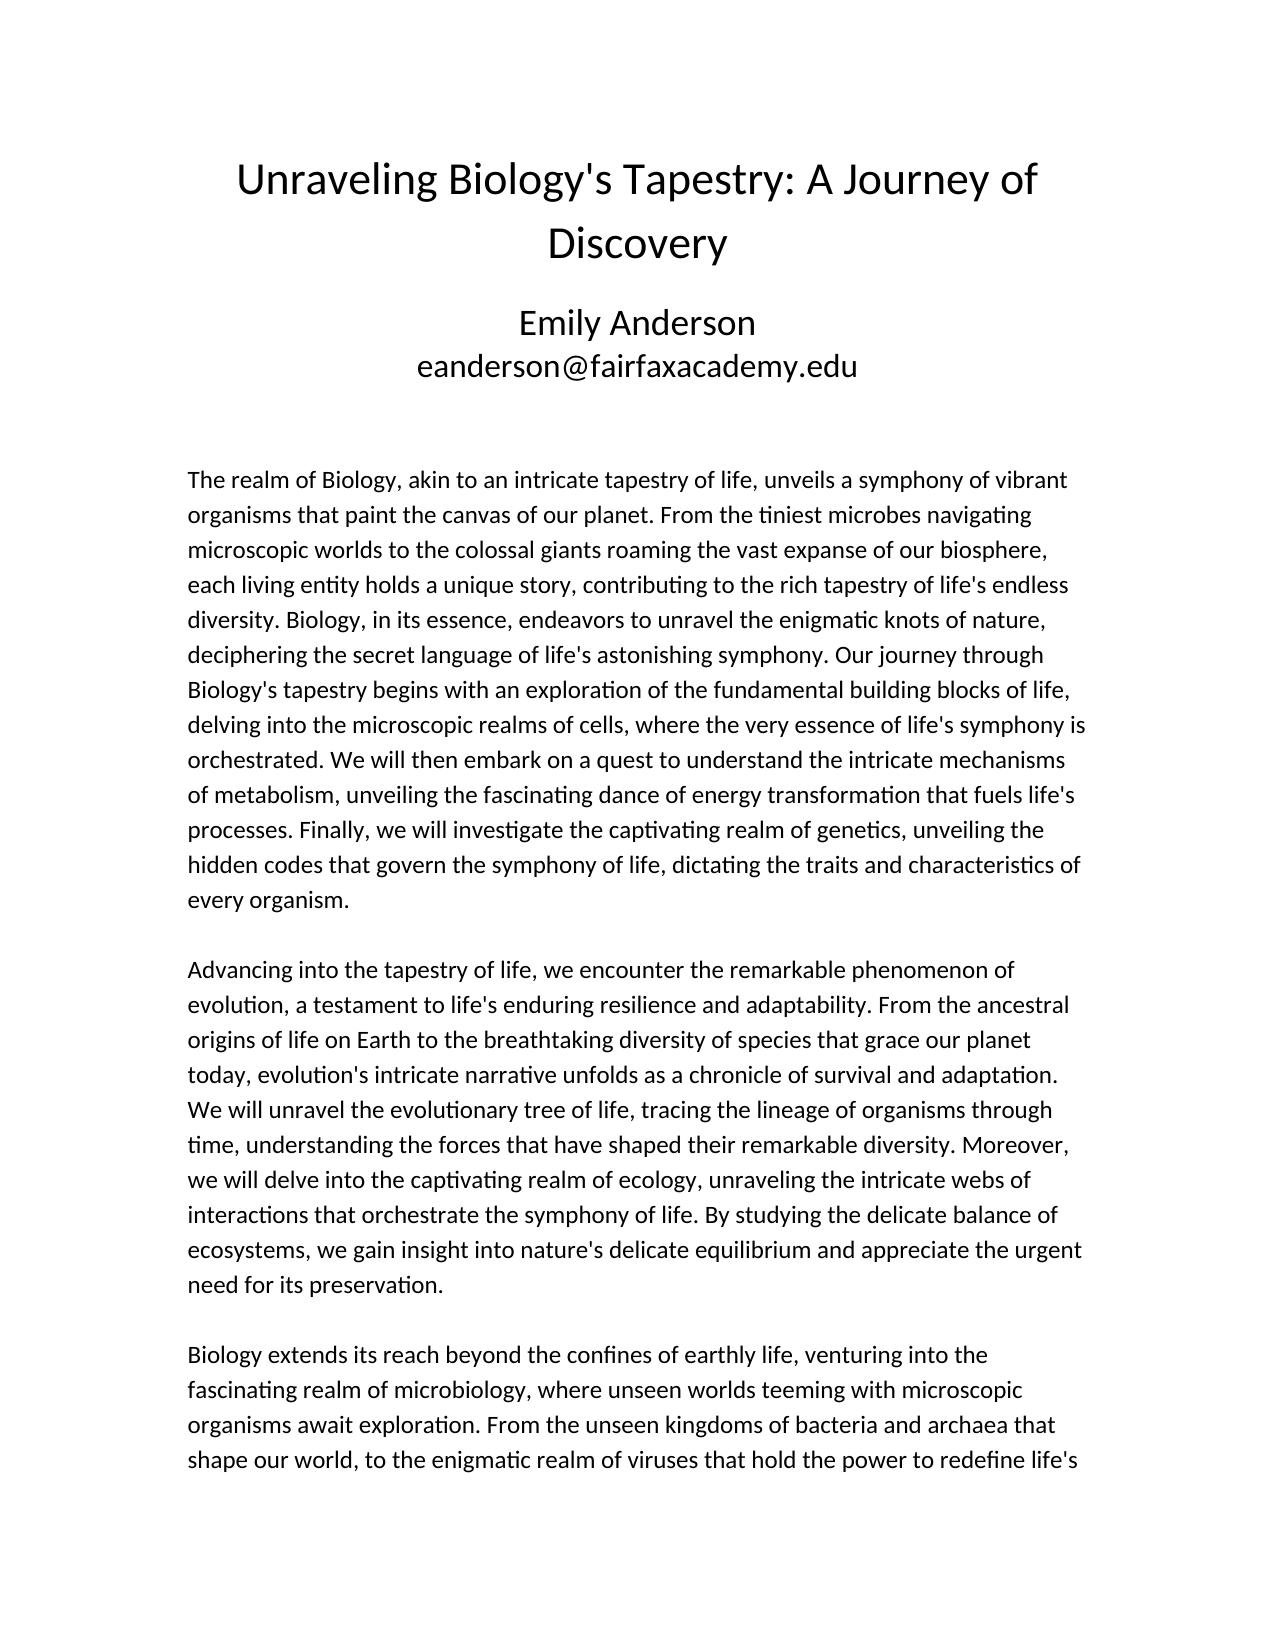 Unraveling Biology's Tapestry: A Journey of
Discovery
Emily Anderson
eanderson@fairfaxacademy.edu
The realm of Biology, akin to an intricate tapestry of life, unveils a symphony of vibrant
organisms that paint the canvas of our planet. From the tiniest microbes navigating
microscopic worlds to the colossal giants roaming the vast expanse of our biosphere,
each living entity holds a unique story, contributing to the rich tapestry of life's endless
diversity. Biology, in its essence, endeavors to unravel the enigmatic knots of nature,
deciphering the secret language of life's astonishing symphony. Our journey through
Biology's tapestry begins with an exploration of the fundamental building blocks of life,
delving into the microscopic realms of cells, where the very essence of life's symphony is
orchestrated. We will then embark on a quest to understand the intricate mechanisms
of metabolism, unveiling the fascinating dance of energy transformation that fuels life's
processes. Finally, we will investigate the captivating realm of genetics, unveiling the
hidden codes that govern the symphony of life, dictating the traits and characteristics of
every organism.
Advancing into the tapestry of life, we encounter the remarkable phenomenon of
evolution, a testament to life's enduring resilience and adaptability. From the ancestral
origins of life on Earth to the breathtaking diversity of species that grace our planet
today, evolution's intricate narrative unfolds as a chronicle of survival and adaptation.
We will unravel the evolutionary tree of life, tracing the lineage of organisms through
time, understanding the forces that have shaped their remarkable diversity. Moreover,
we will delve into the captivating realm of ecology, unraveling the intricate webs of
interactions that orchestrate the symphony of life. By studying the delicate balance of
ecosystems, we gain insight into nature's delicate equilibrium and appreciate the urgent
need for its preservation.
Biology extends its reach beyond the confines of earthly life, venturing into the
fascinating realm of microbiology, where unseen worlds teeming with microscopic
organisms await exploration. From the unseen kingdoms of bacteria and archaea that
shape our world, to the enigmatic realm of viruses that hold the power to redefine life's